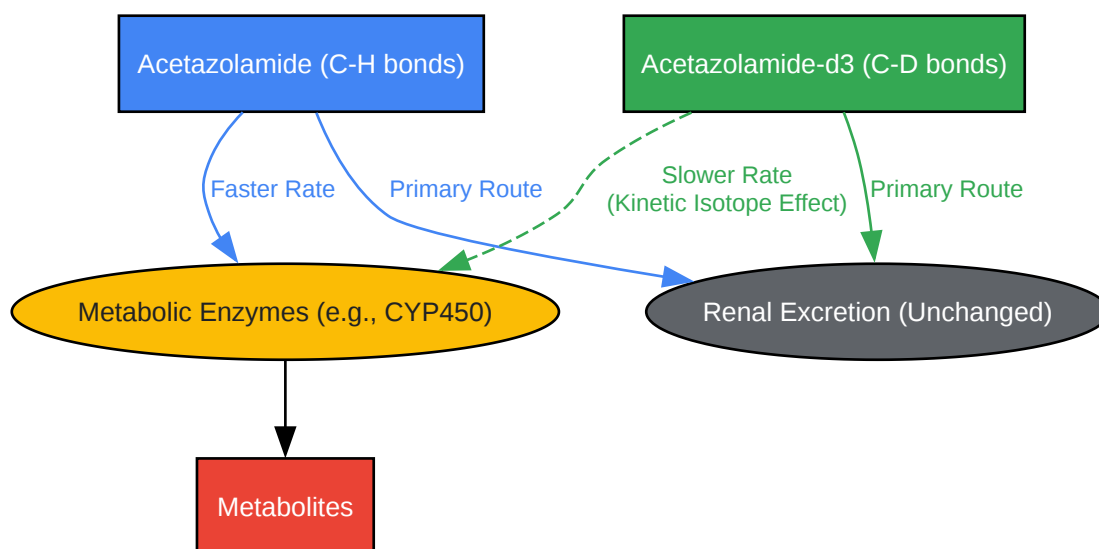 Acetazolamide (C-H bonds)
Acetazolamide-d3 (C-D bonds)
Faster Rate
Primary Route
Slower Rate
(Kinetic Isotope Effect)
Primary Route
Metabolic Enzymes (e.g., CYP450)
Renal Excretion (Unchanged)
Metabolites